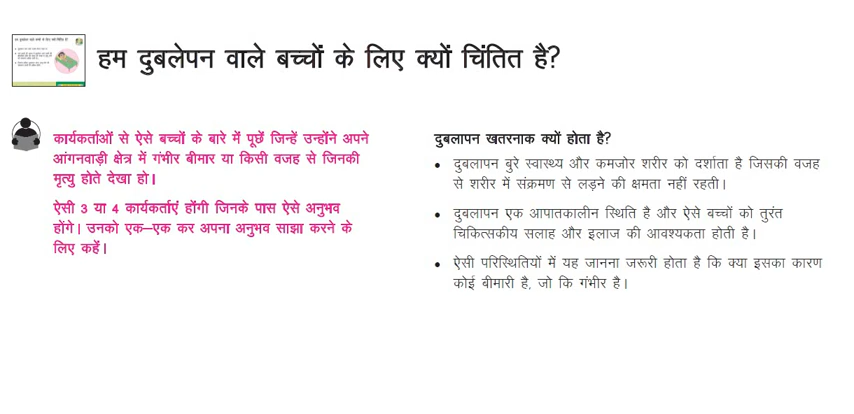 हम दुबलेपन वाले बच्चों के लिए क्यों चिंतित है?
कार्यकर्ताओं से ऐसे बच्चों के बारे में पूछें जिन्हें उन्होंने अपने
आंगनवाड़ी क्षेत्र में गंभीर बीमार या किसी वजह से जिनकी
मृत्यु होते देखा हो।
ऐसी 3 या 4 कार्यकर्ताएं होंगी जिनके पास ऐसे अनुभव
होंगे। उनको एक–एक कर अपना अनुभव साझा करने के
लिए कहें।
दुबलापन खतरनाक क्यों होता है?
• दुबलापन बुरे स्वास्थ्य और कमजोर शरीर को दर्शाता है जिसकी वजह
से शरीर में संक्रमण से लड़ने की क्षमता नहीं रहती।
• दुबलापन एक आपातकालीन स्थिति है और ऐसे बच्चों को तुरंत
चिकित्सकीय सलाह और इलाज की आवश्यकता होती है।
• ऐसी परिस्थितियों में यह जानना जरूरी होता है कि क्या इसका कारण
कोई बीमारी है, जो कि गंभीर है।